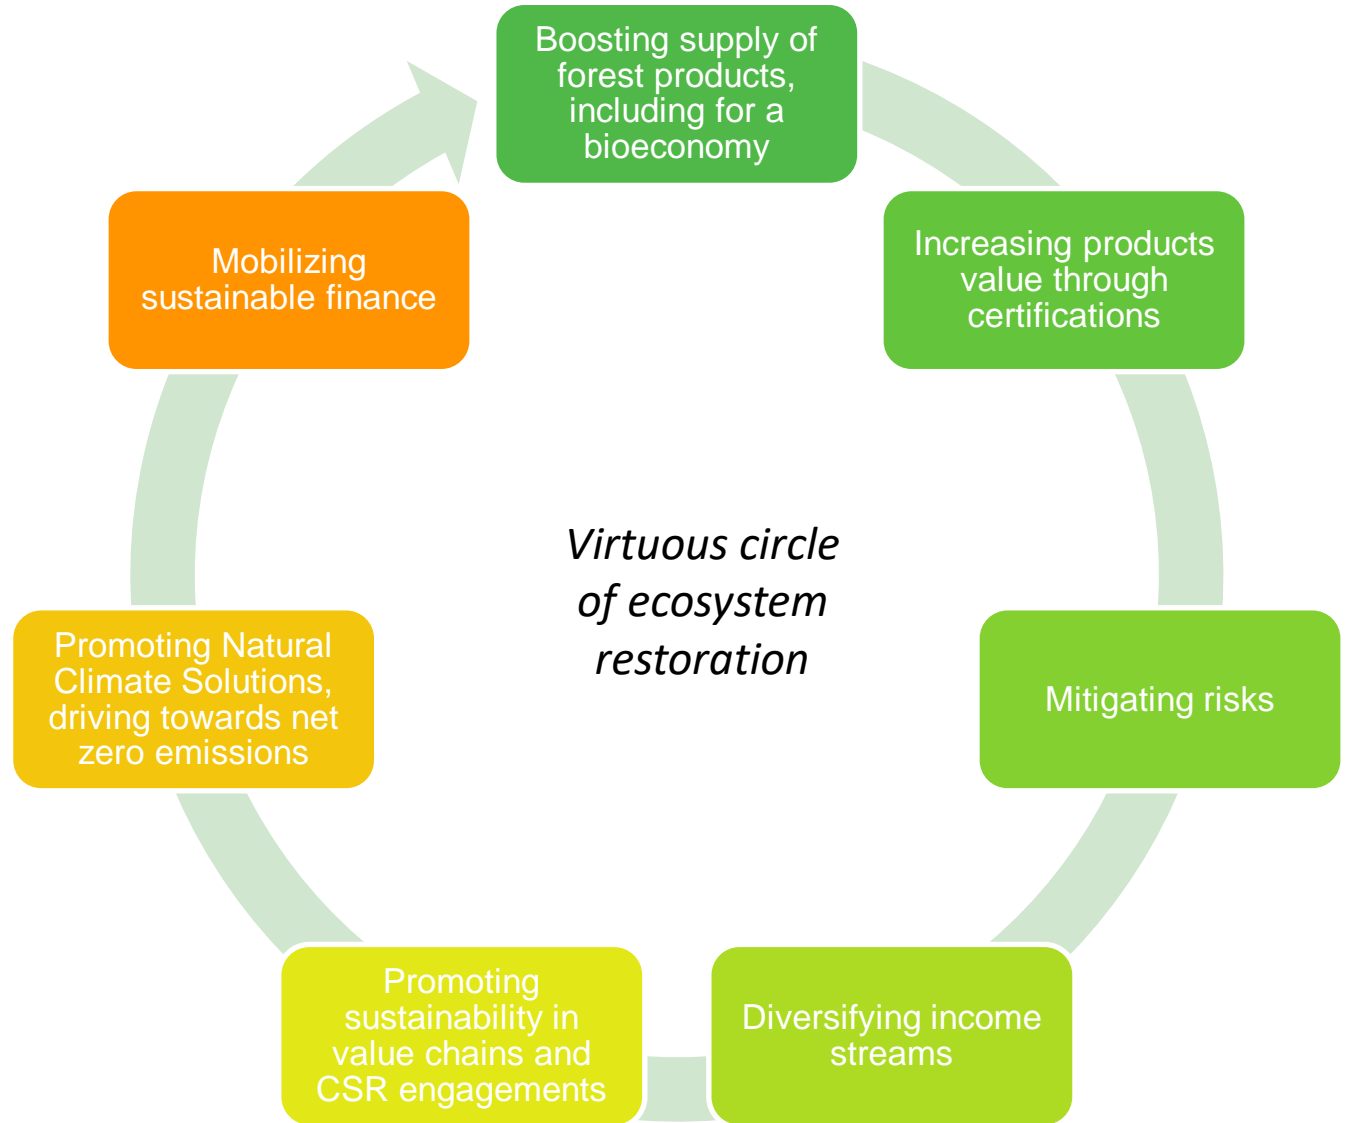 Boosting supply of
forest products,
including for a
bioeconomy
Increasing products
value through
certifications
Mitigating risks
Diversifying income
streams
Promoting
sustainability in
value chains and
CSR engagements
Promoting Natural
Climate Solutions,
driving towards net
zero emissions
Mobilizing
sustainable finance
Virtuous circle
of ecosystem
restoration